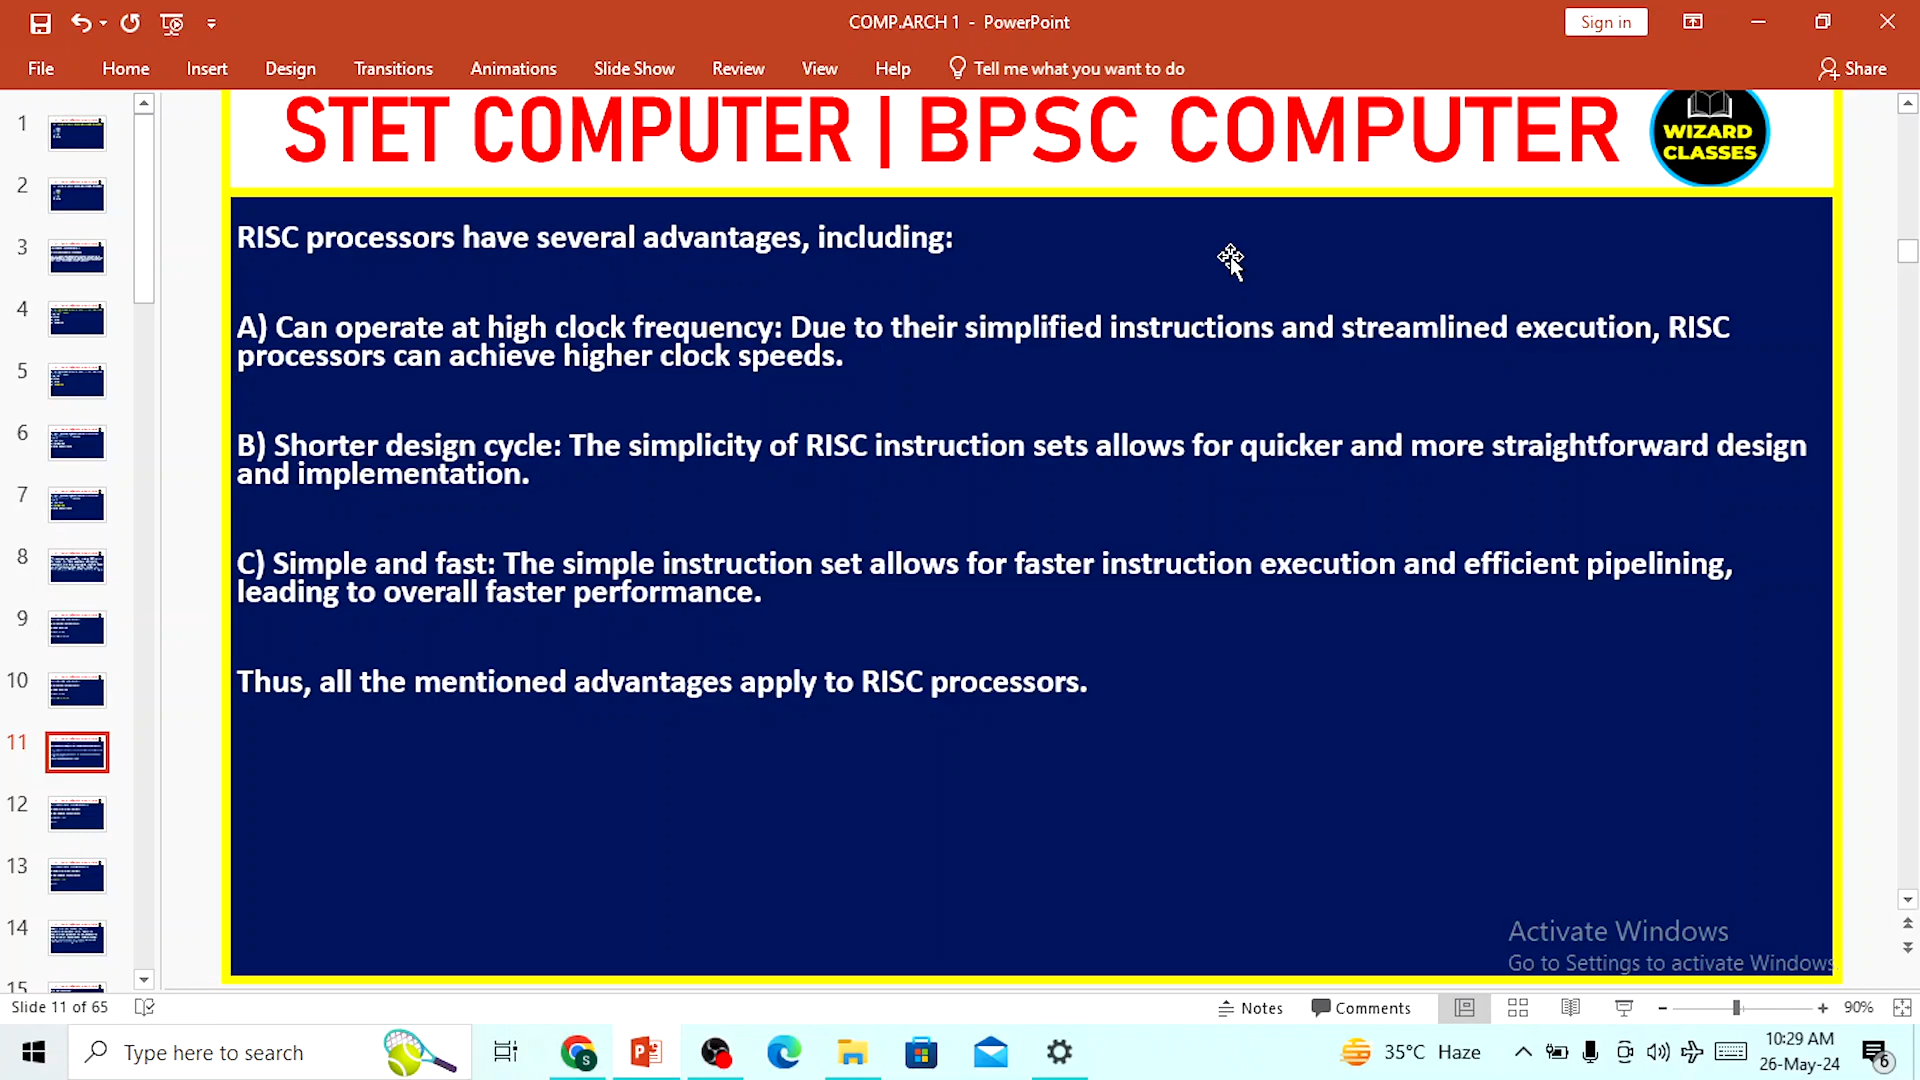 COMP.ARCH 1 - PowerPoint
Sign in
File Home Insert Design Transitions Animations Slide Show Review View Help Tell me what you want to do Share
STET COMPUTER | BPSC COMPUTER
WIZARD
CLASSES
RISC processors have several advantages, including:
A) Can operate at high clock frequency: Due to their simplified instructions and streamlined execution, RISC
processors can achieve higher clock speeds.
B) Shorter design cycle: The simplicity of RISC instruction sets allows for quicker and more straightforward design
and implementation.
C) Simple and fast: The simple instruction set allows for faster instruction execution and efficient pipelining,
leading to overall faster performance.
Thus, all the mentioned advantages apply to RISC processors.
1
2
3
4
5
6
7
8
9
10
11
12
13
14
15
Activate Windows
Go to Settings to activate Windows.
Slide 11 of 65
Notes Comments 90%
Type here to search
35°C Haze
10:29 AM
26-May-24
6